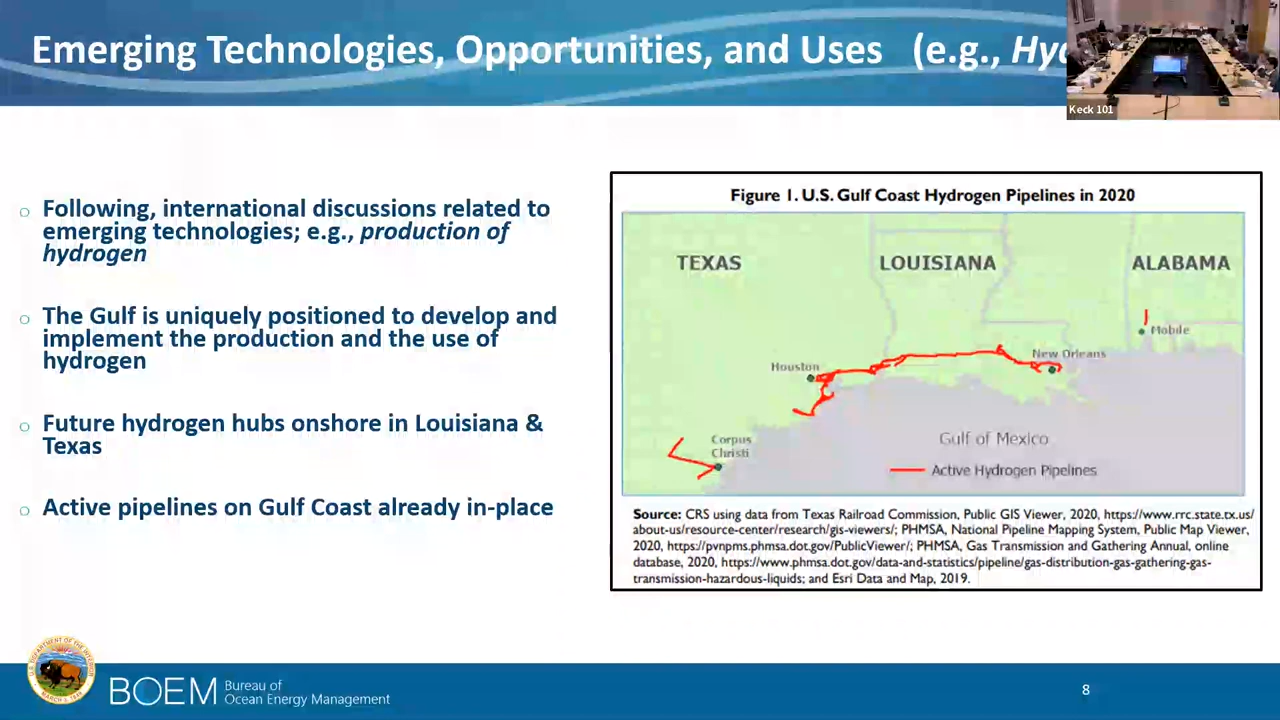 Emerging Technologies, Opportunities, and Uses (e.g., Hy
Keck 101
Following, international discussions related to
emerging technologies; e.g., production of
hydrogen
The Gulf is uniquely positioned to develop and
implement the production and the use of
hydrogen
Future hydrogen hubs onshore in Louisiana &
Texas
Active pipelines on Gulf Coast already in-place
Figure 1. U.S. Gulf Coast Hydrogen Pipelines in 2020
TEXAS
LOUISIANA
ALABAMA
Mobile
New Orleans
Houston
Corpus
Christi
Gulf of Mexico
Active Hydrogen Pipelines
Source: CRS using data from Texas Railroad Commission, Public GIS Viewer, 2020, https://www.rrc.state.tx.us/
about-us/resource-center/research/gis-viewers/; PHMSA, National Pipeline Mapping System, Public Map Viewer,
2020, https://pvnpms.phmsa.dot.gov/PublicViewer/; PHMSA, Gas Transmission and Gathering Annual, online
database, 2020, https://www.phmsa.dot.gov/data-and-statistics/pipeline/gas-distribution-gas-gathering-gas-
transmission-hazardous-liquids; and Esri Data and Map, 2019.
U.S. DEPARTMENT OF THE INTERIOR
MARCH 3, 1849
BOEM
Bureau of
Ocean Energy Management
8